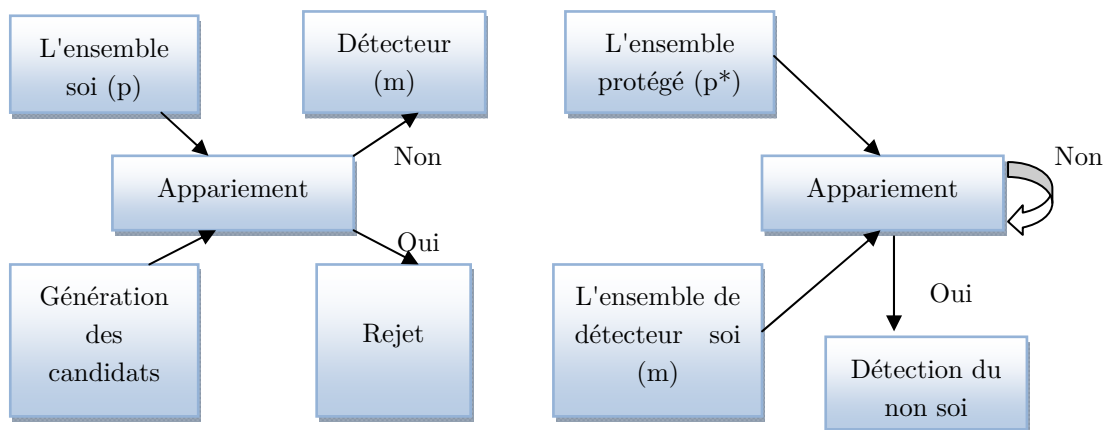 L'ensemble
soi (p)
Détecteur
(m)
Appariement
Non
Oui
Génération
des
candidats
Rejet
L'ensemble
protégé (p*)
Appariement
Non
L'ensemble de
détecteur soi
(m)
Oui
Détection du
non soi